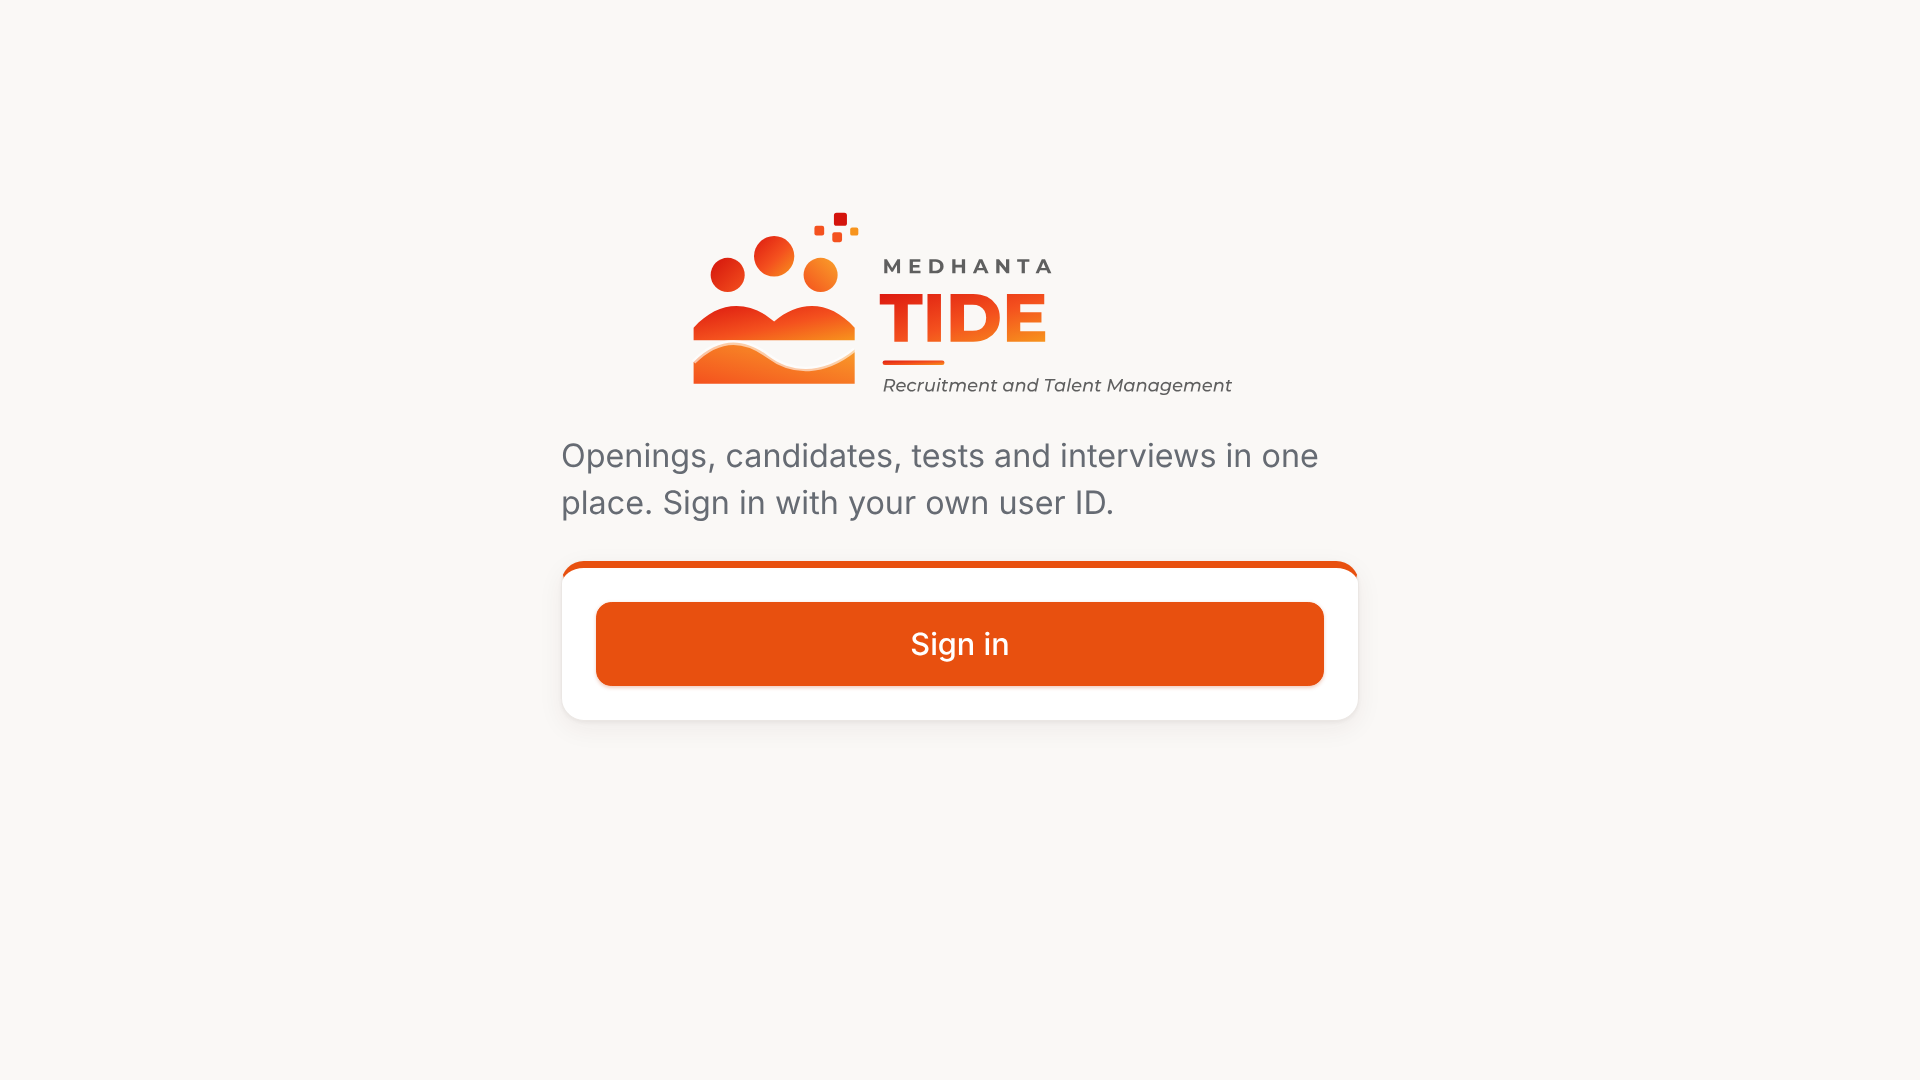 MEDHANTA
TIDE
Recruitment and Talent Management
Openings, candidates, tests and interviews in one
place. Sign in with your own user ID.
Sign in